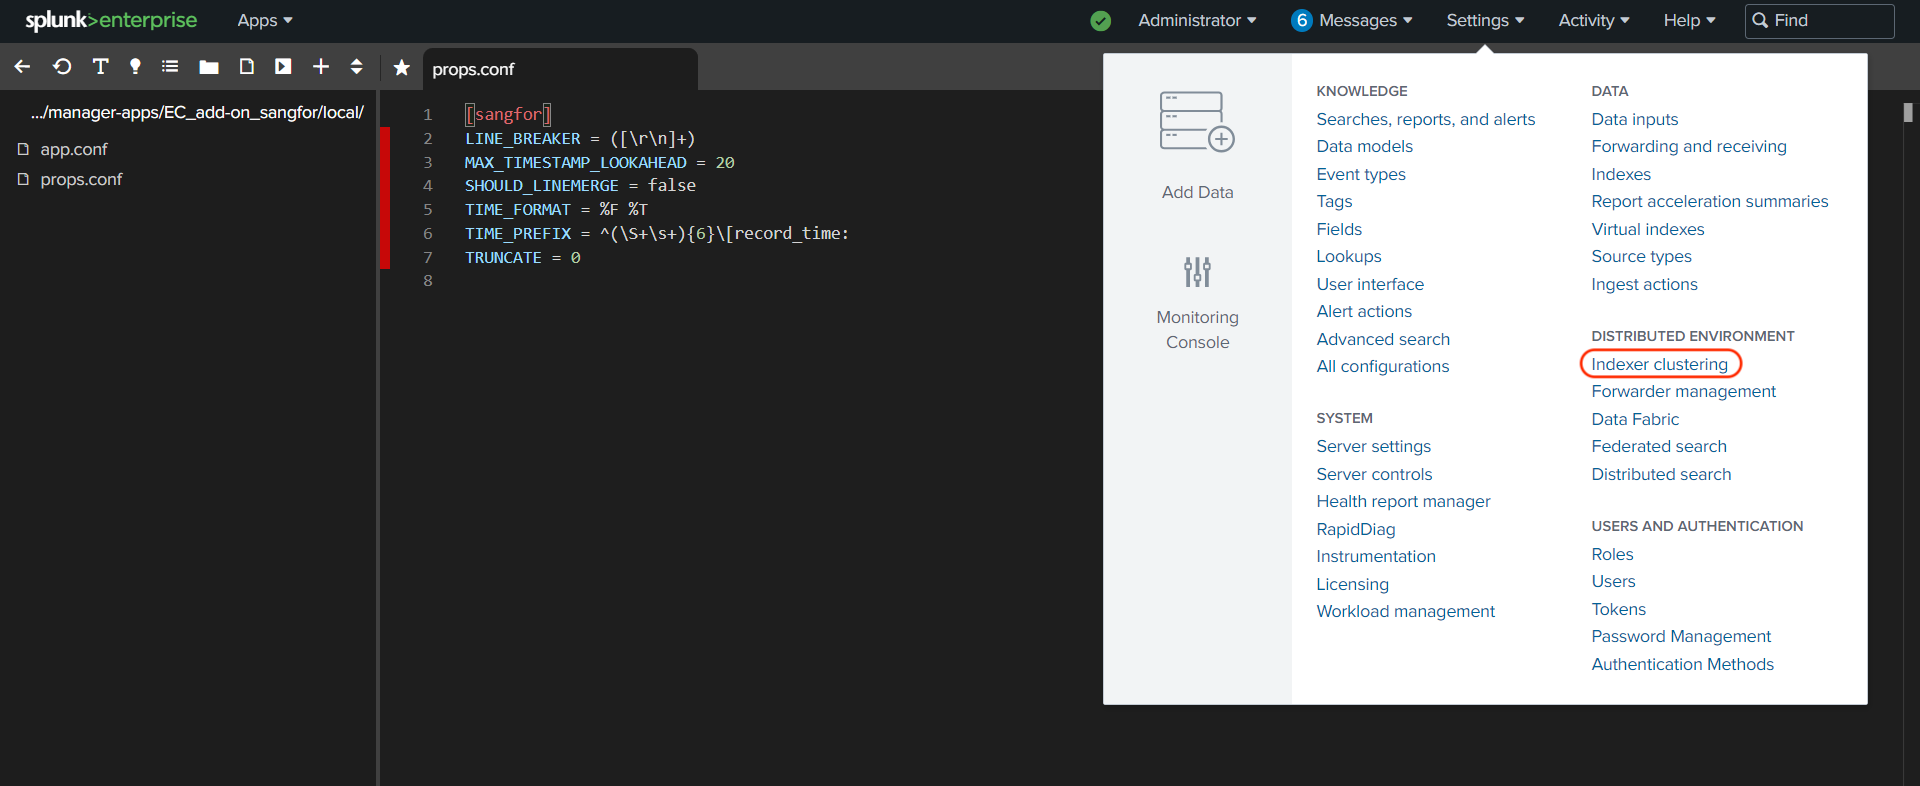 splunk>enterprise Apps Administrator 6 Messages Settings Activity Help Find
props.conf
.../manager-apps/EC_add-on_sangfor/local/
app.conf
props.conf
1 [sangfor]
2 LINE_BREAKER = ([\r\n]+)
3 MAX_TIMESTAMP_LOOKAHEAD = 20
4 SHOULD_LINEMERGE = false
5 TIME_FORMAT = %F %T
6 TIME_PREFIX = ^(\S+\s+){6}\[record_time:
7 TRUNCATE = 0
8
Add Data
Monitoring
Console
KNOWLEDGE
Searches, reports, and alerts
Data models
Event types
Tags
Fields
Lookups
User interface
Alert actions
Advanced search
All configurations
SYSTEM
Server settings
Server controls
Health report manager
RapidDiag
Instrumentation
Licensing
Workload management
DATA
Data inputs
Forwarding and receiving
Indexes
Report acceleration summaries
Virtual indexes
Source types
Ingest actions
DISTRIBUTED ENVIRONMENT
Indexer clustering
Forwarder management
Data Fabric
Federated search
Distributed search
USERS AND AUTHENTICATION
Roles
Users
Tokens
Password Management
Authentication Methods